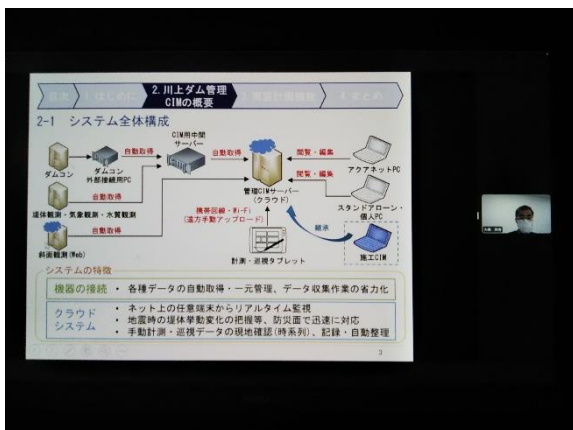 目次
1.はじめに
2.川上ダム管理
CIMの概要
4.まとめ
2-1 システム全体構成
CIM用中間
サーバー
自動取得
自動取得
閲覧・編集
ダムコン
ダムコン
外部接続用PC
アクアネットPC
自動取得
管理CIMサーバー
(クラウド)
閲覧・編集
堤体観測・気象観測・水質観測
携帯回線・Wi-Fi
(遠方手動アップロード)
スタンドアローン・
個人PC
自動取得
継承
斜面観測(Web)
計測・巡視タブレット
施工CIM
システムの特徴
機器の接続
・ 各種データの自動取得・一元管理、データ収集作業の省力化
クラウド
システム
・ ネット上の任意端末からリアルタイム監視
・ 地震時の堤体挙動変化の把握等、防災面で迅速に対応
・ 手動計測・巡視データの現地確認(時系列)、記録・自動整理
3